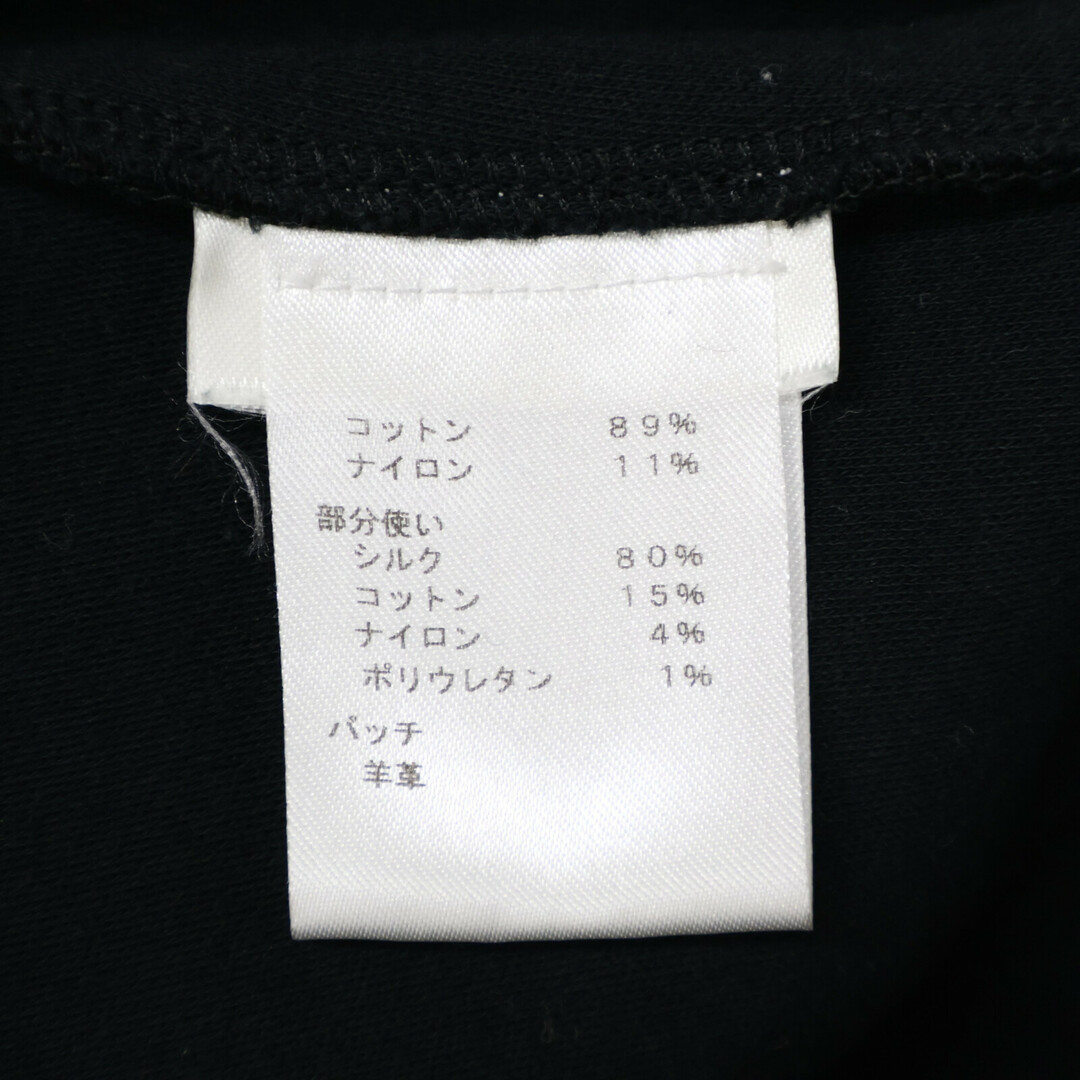 コットン 89%
ナイロン 11%
部分使い
シルク 80%
コットン 15%
ナイロン 4%
ポリウレタン 1%
パッチ
羊革